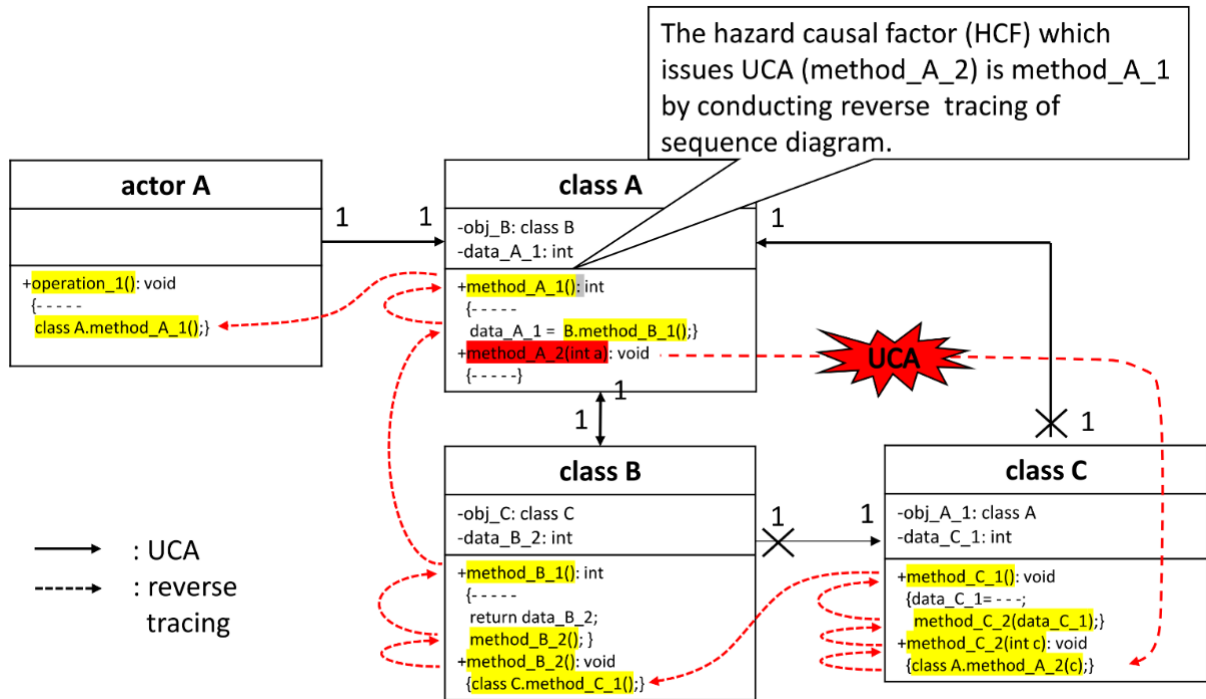 The hazard causal factor (HCF) which
issues UCA (method_A_2) is method_A_1
by conducting reverse tracing of
sequence diagram.
actor A
+operation_1(): void
{- - - - -
class A.method_A_1();}
1
1
class A
-obj_B: class B
-data_A_1: int
+method_A_1(): int
{- - - - -
data_A_1 = B.method_B_1();}
+method_A_2(int a): void
{- - - - -}
1
UCA
1
1
1
class B
-obj_C: class C
-data_B_2: int
+method_B_1(): int
{- - - - -
return data_B_2;
method_B_2(); }
+method_B_2(): void
{class C.method_C_1();}
1
1
class C
-obj_A_1: class A
-data_C_1: int
+method_C_1(): void
{data_C_1= - - -;
method_C_2(data_C_1);}
+method_C_2(int c): void
{class A.method_A_2(c);}
: UCA
: reverse
tracing